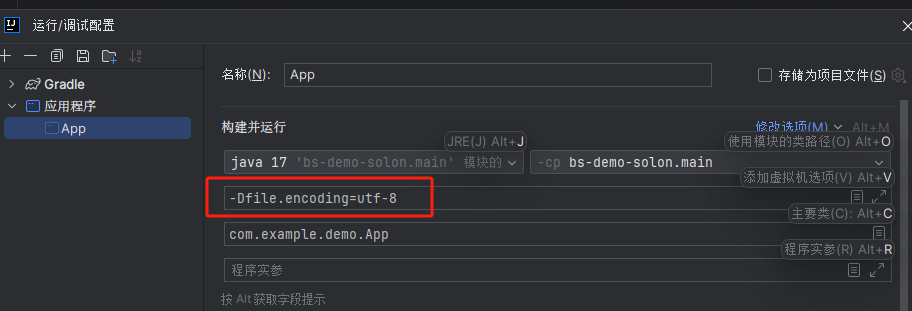 运行/调试配置
名称(N): App
存储为项目文件(S)
Gradle
应用程序
App
构建并运行
修改选项(M) Alt+M
JRE(J) Alt+J
使用模块的类路径(O) Alt+O
java 17 'bs-demo-solon.main' 模块的
-cp bs-demo-solon.main
添加虚拟机选项(V) Alt+V
-Dfile.encoding=utf-8
主要类(C): Alt+C
com.example.demo.App
程序实参(R) Alt+R
程序实参
按 Alt 获取字段提示